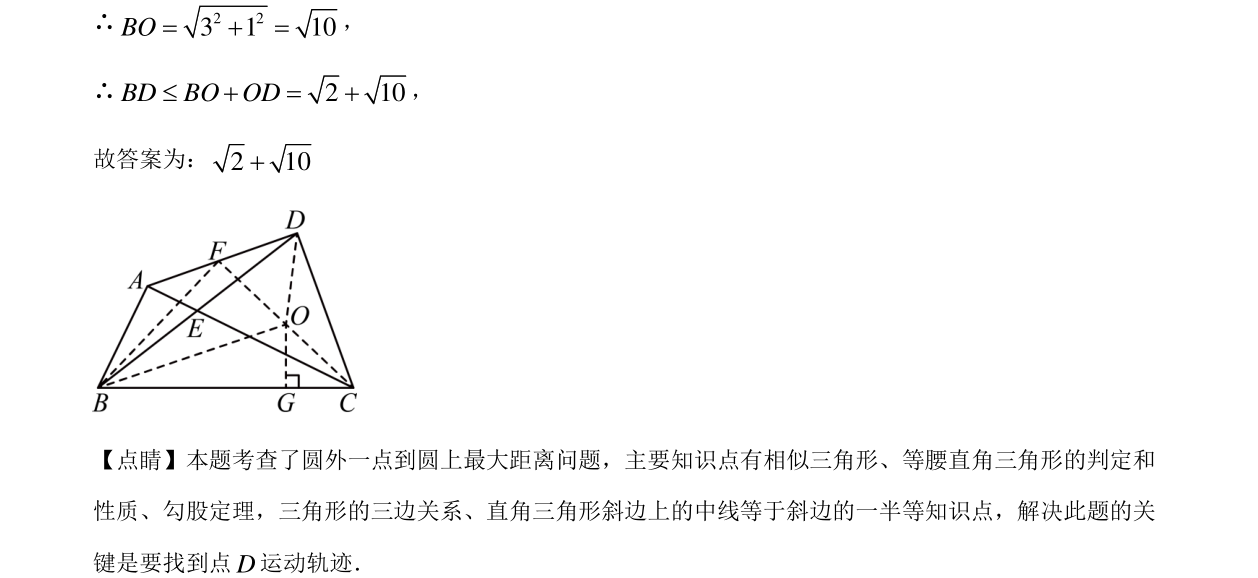 ∴ BO = √(3² + 1²) = √10，
∴ BD ≤ BO + OD = √2 + √10，
故答案为：√2 + √10
D
F
A
O
E
B G C
【点睛】本题考查了圆外一点到圆上最大距离问题，主要知识点有相似三角形、等腰直角三角形的判定和
性质、勾股定理，三角形的三边关系、直角三角形斜边上的中线等于斜边的一半等知识点，解决此题的关
键是要找到点 D 运动轨迹．